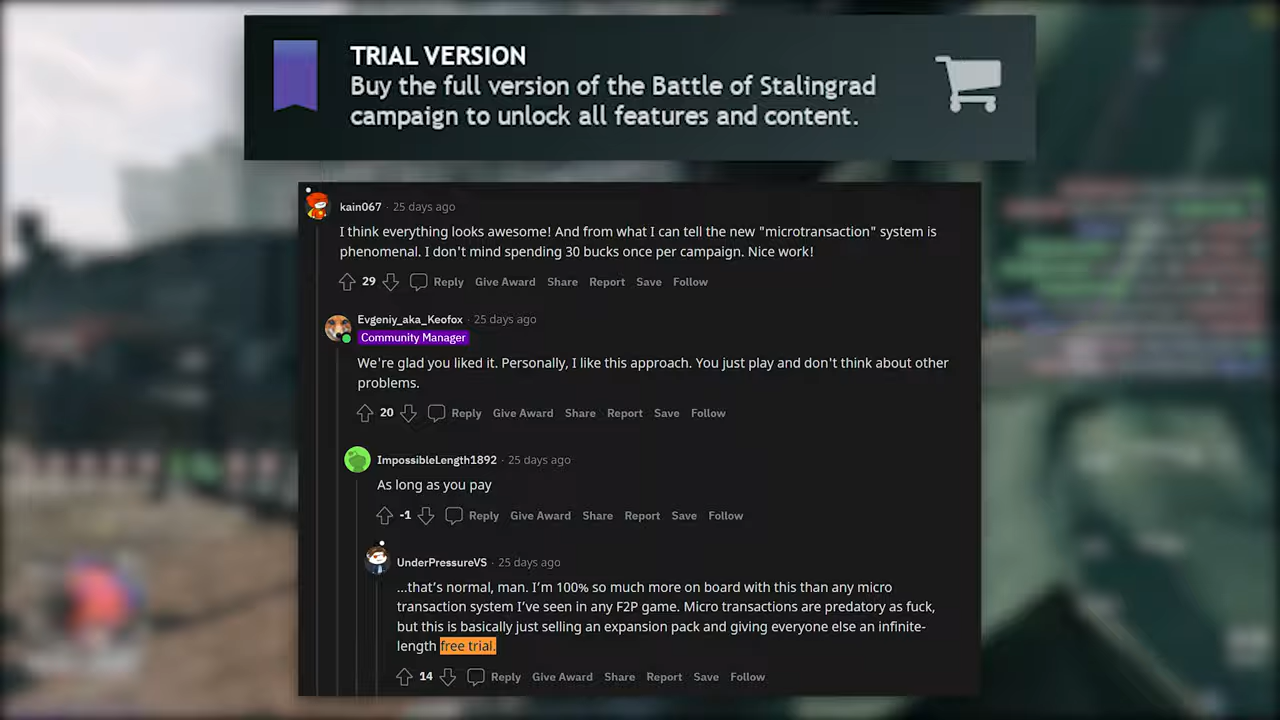 TRIAL VERSION
Buy the full version of the Battle of Stalingrad
campaign to unlock all features and content.
kain067 · 25 days ago
I think everything looks awesome! And from what I can tell the new "microtransaction" system is
phenomenal. I don't mind spending 30 bucks once per campaign. Nice work!
29 Reply Give Award Share Report Save Follow
Evgeniy_aka_Keofox · 25 days ago
Community Manager
We're glad you liked it. Personally, I like this approach. You just play and don't think about other
problems.
20 Reply Give Award Share Report Save Follow
ImpossibleLength1892 · 25 days ago
As long as you pay
-1 Reply Give Award Share Report Save Follow
UnderPressureVS · 25 days ago
...that's normal, man. I'm 100% so much more on board with this than any micro
transaction system I've seen in any F2P game. Micro transactions are predatory as fuck,
but this is basically just selling an expansion pack and giving everyone else an infinite-
length free trial.
14 Reply Give Award Share Report Save Follow